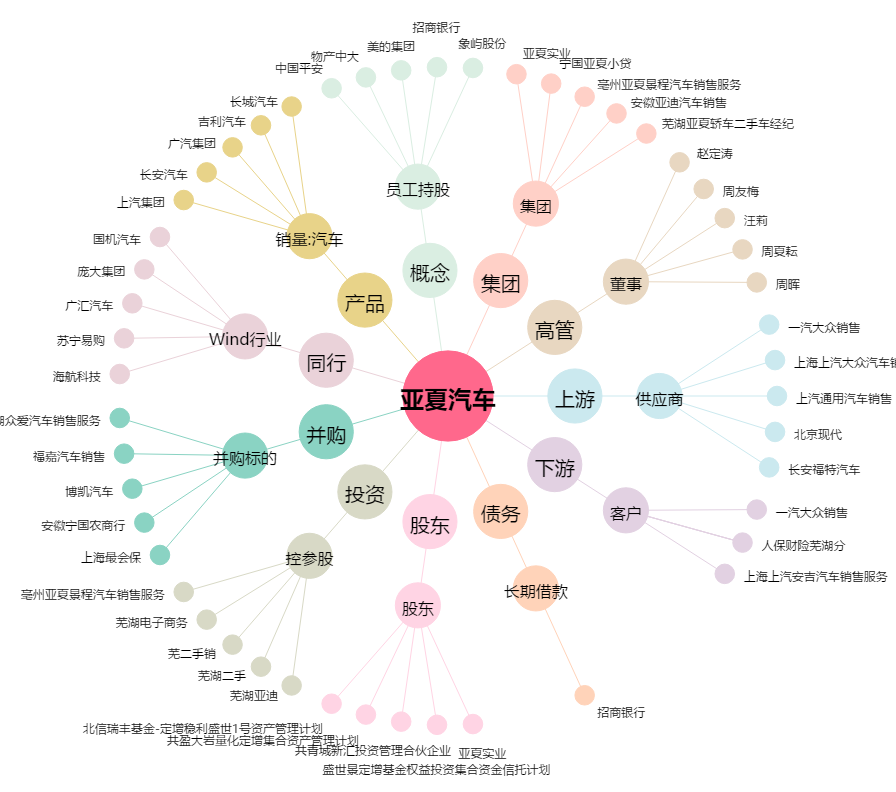 招商银行
象屿股份
美的集团
物产中大
中国平安
亚夏实业
宁国亚夏小贷
亳州亚夏景程汽车销售服务
安徽亚迪汽车销售
芜湖亚夏轿车二手车经纪
长城汽车
吉利汽车
广汽集团
长安汽车
上汽集团
员工持股
集团
赵定涛
周友梅
汪莉
周夏耘
周晖
董事
销量:汽车
概念
集团
产品
高管
国机汽车
庞大集团
广汇汽车
苏宁易购
海航科技
Wind行业
同行
亚夏汽车
上游
供应商
一汽大众销售
上海上汽大众汽车销
上汽通用汽车销售
北京现代
长安福特汽车
湖众爱汽车销售服务
福嘉汽车销售
博凯汽车
安徽宁国农商行
上海最会保
并购标的
并购
下游
客户
一汽大众销售
人保财险芜湖分
上海上汽安吉汽车销售服务
投资
股东
债务
控参股
亳州亚夏景程汽车销售服务
芜湖电子商务
芜二手销
芜湖二手
芜湖亚迪
股东
长期借款
招商银行
北信瑞丰基金-定增稳利盛世1号资产管理计划
共盈大岩量化定增集合资产管理计划
共青城新汇投资管理合伙企业
亚夏实业
盛世景定增基金权益投资集合资金信托计划